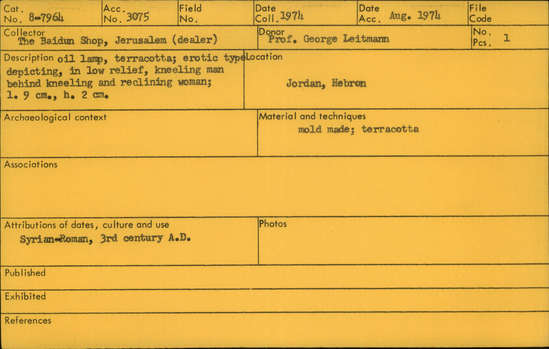 Cat. No. 8-7964 Acc. No. 3075 Field No. Date Coll. 1974 Date Acc. Aug. 1974 File Code
Collector The Baidun Shop, Jerusalem (dealer) Donor Prof. George Leitmann No. Pcs. 1
Description oil lamp, terracotta; erotic type
depicting, in low relief, kneeling man
behind kneeling and reclining woman;
l. 9 cm., h. 2 cm.
Location
Jordan, Hebron
Archaeological context
Material and techniques
mold made; terracotta
Associations
Attributions of dates, culture and use
Syrian-Roman, 3rd century A.D.
Photos
Published
Exhibited
References